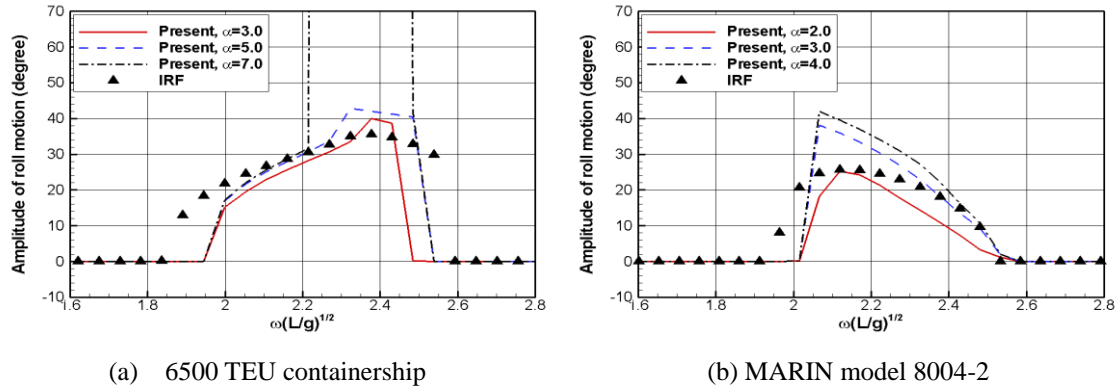 70
60
50
40
30
20
10
0
-10
Amplitude of roll motion (degree)
Present, α=3.0
Present, α=5.0
Present, α=7.0
IRF
1.6 1.8 2 2.2 2.4 2.6 2.8
ω(L/g)^1/2
(a) 6500 TEU containership
70
60
50
40
30
20
10
0
-10
Amplitude of roll motion (degree)
Present, α=2.0
Present, α=3.0
Present, α=4.0
IRF
1.6 1.8 2 2.2 2.4 2.6 2.8
ω(L/g)^1/2
(b) MARIN model 8004-2